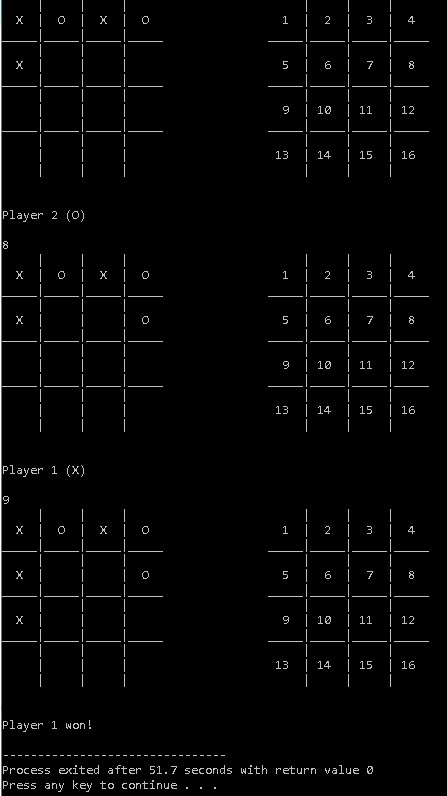 X O X O 1 2 3 4
X 5 6 7 8
9 10 11 12
13 14 15 16
Player 2 (O)
8
X O X O 1 2 3 4
X O 5 6 7 8
9 10 11 12
13 14 15 16
Player 1 (X)
9
X O X O 1 2 3 4
X O 5 6 7 8
X 9 10 11 12
13 14 15 16
Player 1 won!
--------------------------------
Process exited after 51.7 seconds with return value 0
Press any key to continue . . .